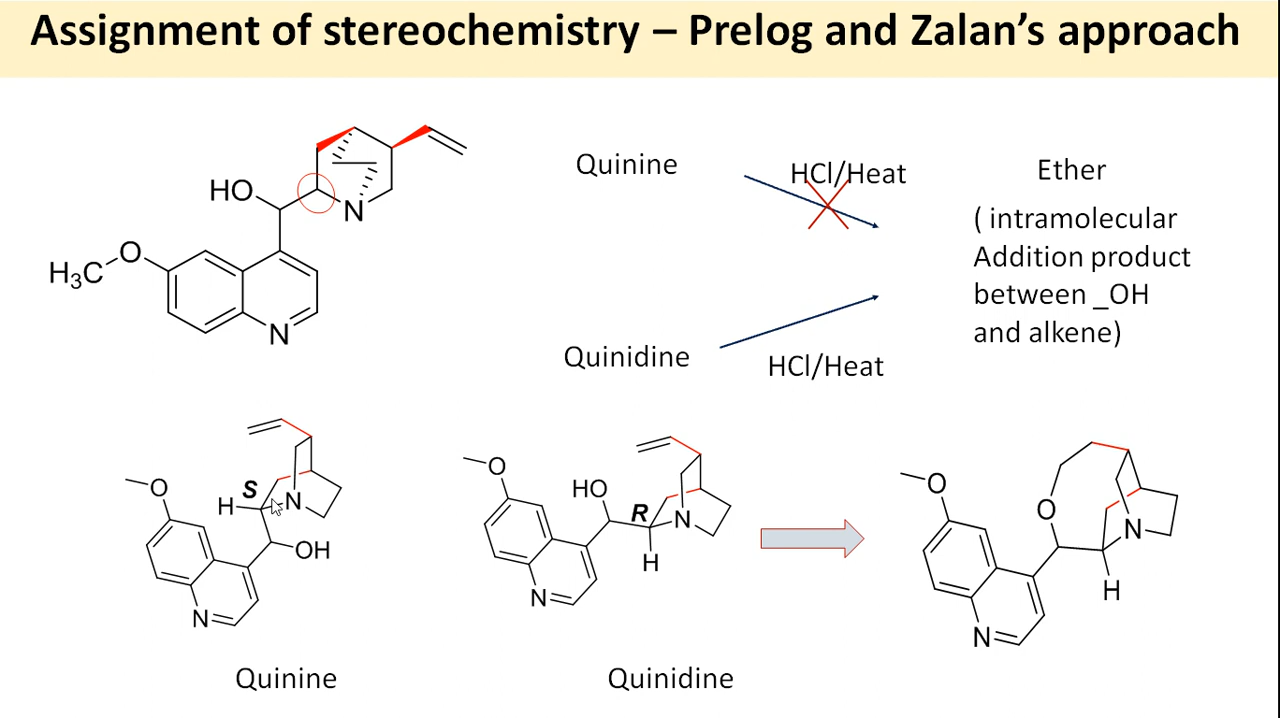 Assignment of stereochemistry – Prelog and Zalan's approach
HO
N
O
H₃C
N
Quinine
HCl/Heat
Ether
( intramolecular
Addition product
between _OH
and alkene)
Quinidine
HCl/Heat
O
S
H
N
OH
N
Quinine
O
HO
R
N
H
N
Quinidine
O
O
N
H
N